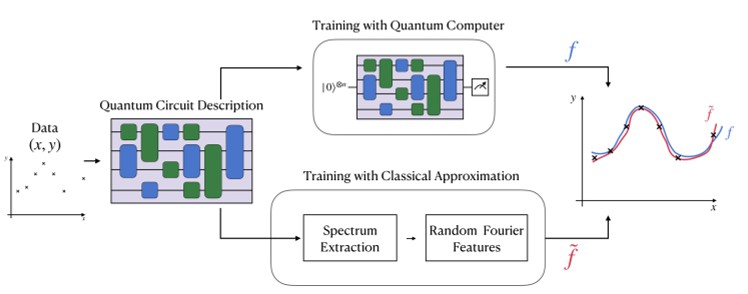 Training with Quantum Computer
f
|0⟩⊗n
Quantum Circuit Description
Data
(x, y)
y
y
f̃
f
x
Training with Classical Approximation
Spectrum
Extraction
Random Fourier
Features
f̃